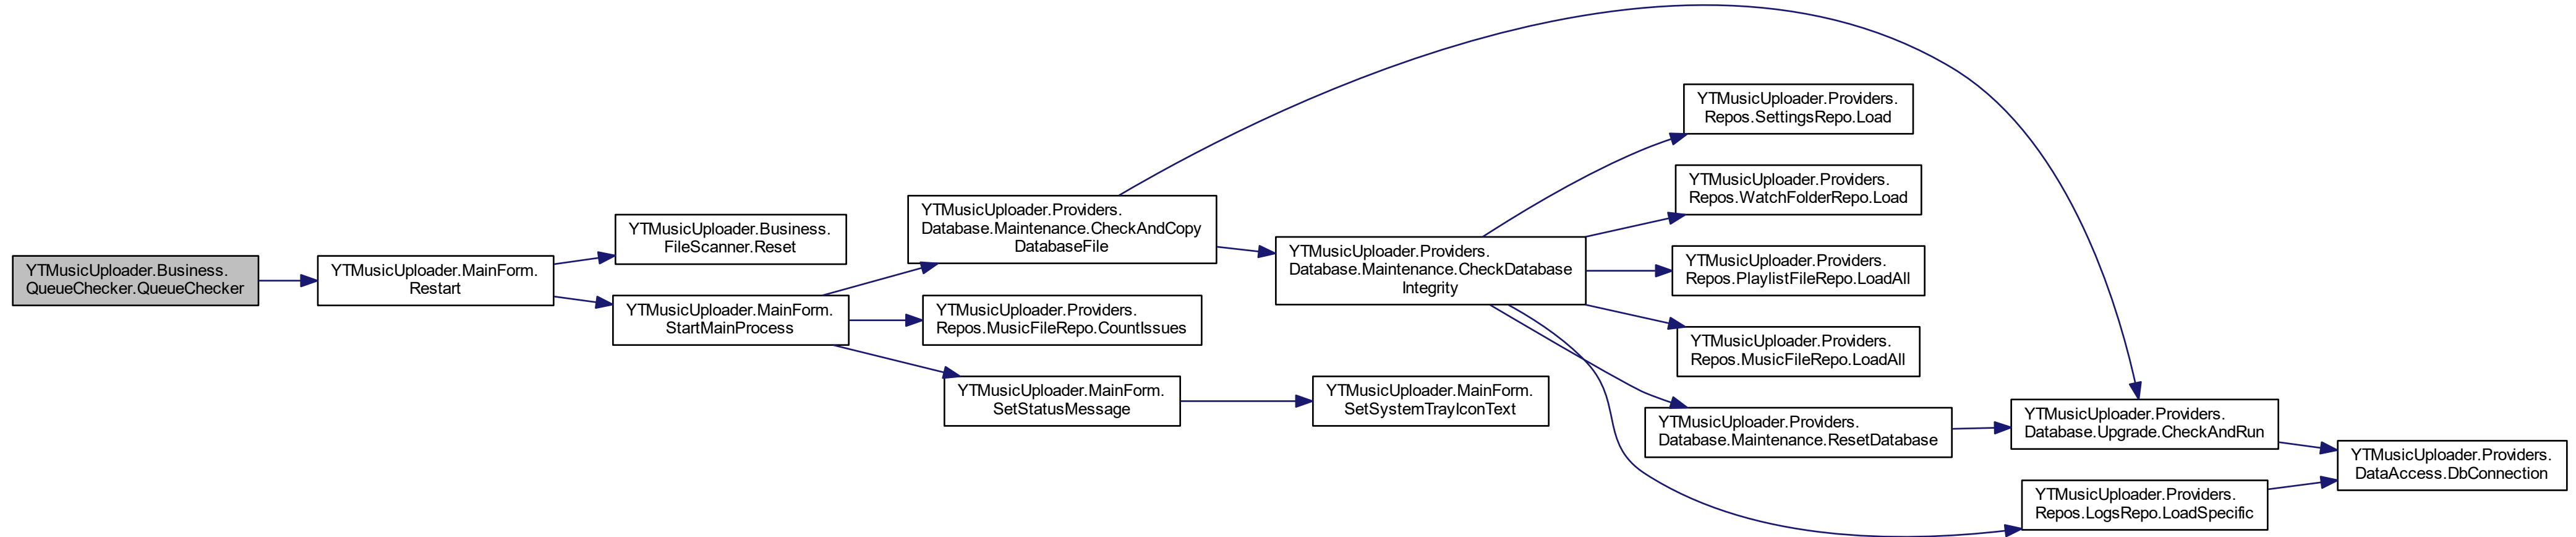 YTMusicUploader.Business.
QueueChecker.QueueChecker
YTMusicUploader.MainForm.
Restart
YTMusicUploader.Business.
FileScanner.Reset
YTMusicUploader.MainForm.
StartMainProcess
YTMusicUploader.Providers.
Database.Maintenance.CheckAndCopy
DatabaseFile
YTMusicUploader.Providers.
Repos.MusicFileRepo.CountIssues
YTMusicUploader.MainForm.
SetStatusMessage
YTMusicUploader.Providers.
Database.Maintenance.CheckDatabase
Integrity
YTMusicUploader.MainForm.
SetSystemTrayIconText
YTMusicUploader.Providers.
Repos.SettingsRepo.Load
YTMusicUploader.Providers.
Repos.WatchFolderRepo.Load
YTMusicUploader.Providers.
Repos.PlaylistFileRepo.LoadAll
YTMusicUploader.Providers.
Repos.MusicFileRepo.LoadAll
YTMusicUploader.Providers.
Database.Maintenance.ResetDatabase
YTMusicUploader.Providers.
Database.Upgrade.CheckAndRun
YTMusicUploader.Providers.
Repos.LogsRepo.LoadSpecific
YTMusicUploader.Providers.
DataAccess.DbConnection